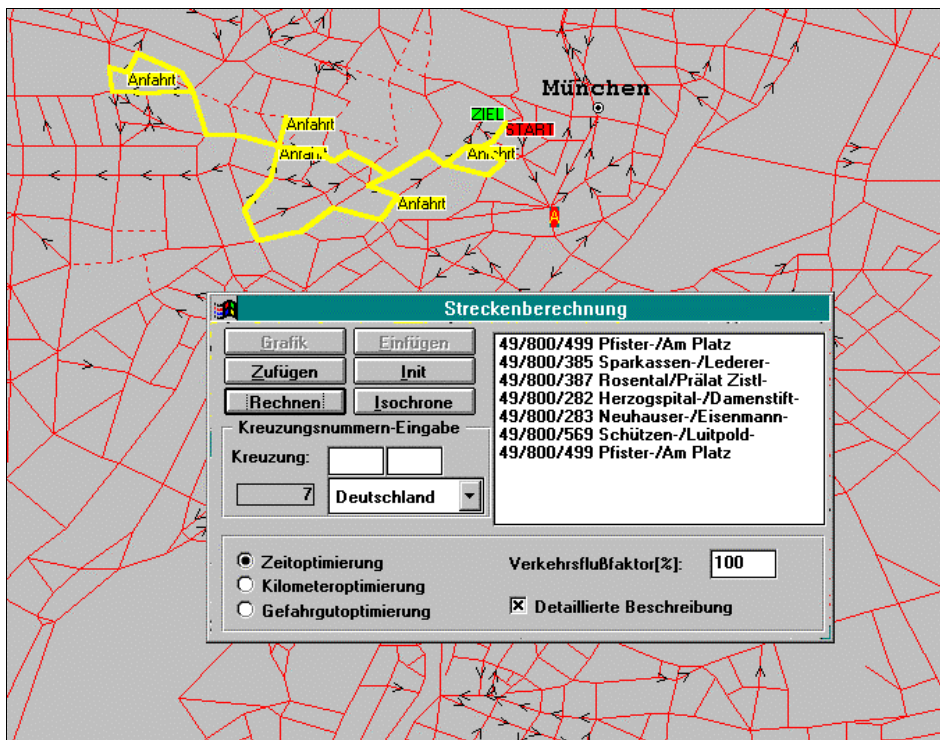 Anfahrt
München
ZIEL
START
Anfahrt
Anfahrt
Anfahrt
Anfahrt
A
Streckenberechnung
Grafik
Einfügen
Zufügen
Init
Rechnen
Isochrone
Kreuzungsnummern-Eingabe
Kreuzung:
7
Deutschland
49/800/499 Pfister-/Am Platz
49/800/385 Sparkassen-/Lederer-
49/800/387 Rosental/Prälat Zistl-
49/800/282 Herzogspital-/Damenstift-
49/800/283 Neuhauser-/Eisenmann-
49/800/569 Schützen-/Luitpold-
49/800/499 Pfister-/Am Platz
Zeitoptimierung
Kilometeroptimierung
Gefahrgutoptimierung
Verkehrsflußfaktor[%]:
100
Detaillierte Beschreibung